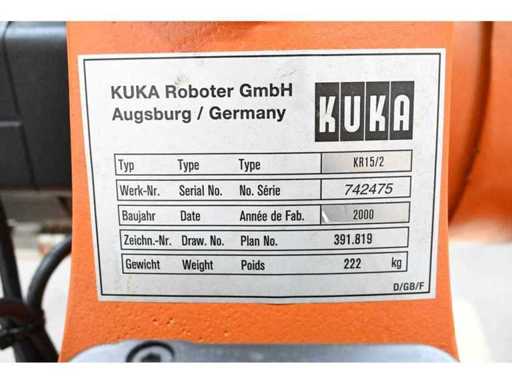 KUKA Roboter GmbH
Augsburg / Germany
KUKA
Typ Type Type KR15/2
Werk-Nr. Serial No. No. Série 742475
Baujahr Date Année de Fab. 2000
Zeichn.-Nr. Draw. No. Plan No. 391.819
Gewicht Weight Poids 222 kg
D/GB/F